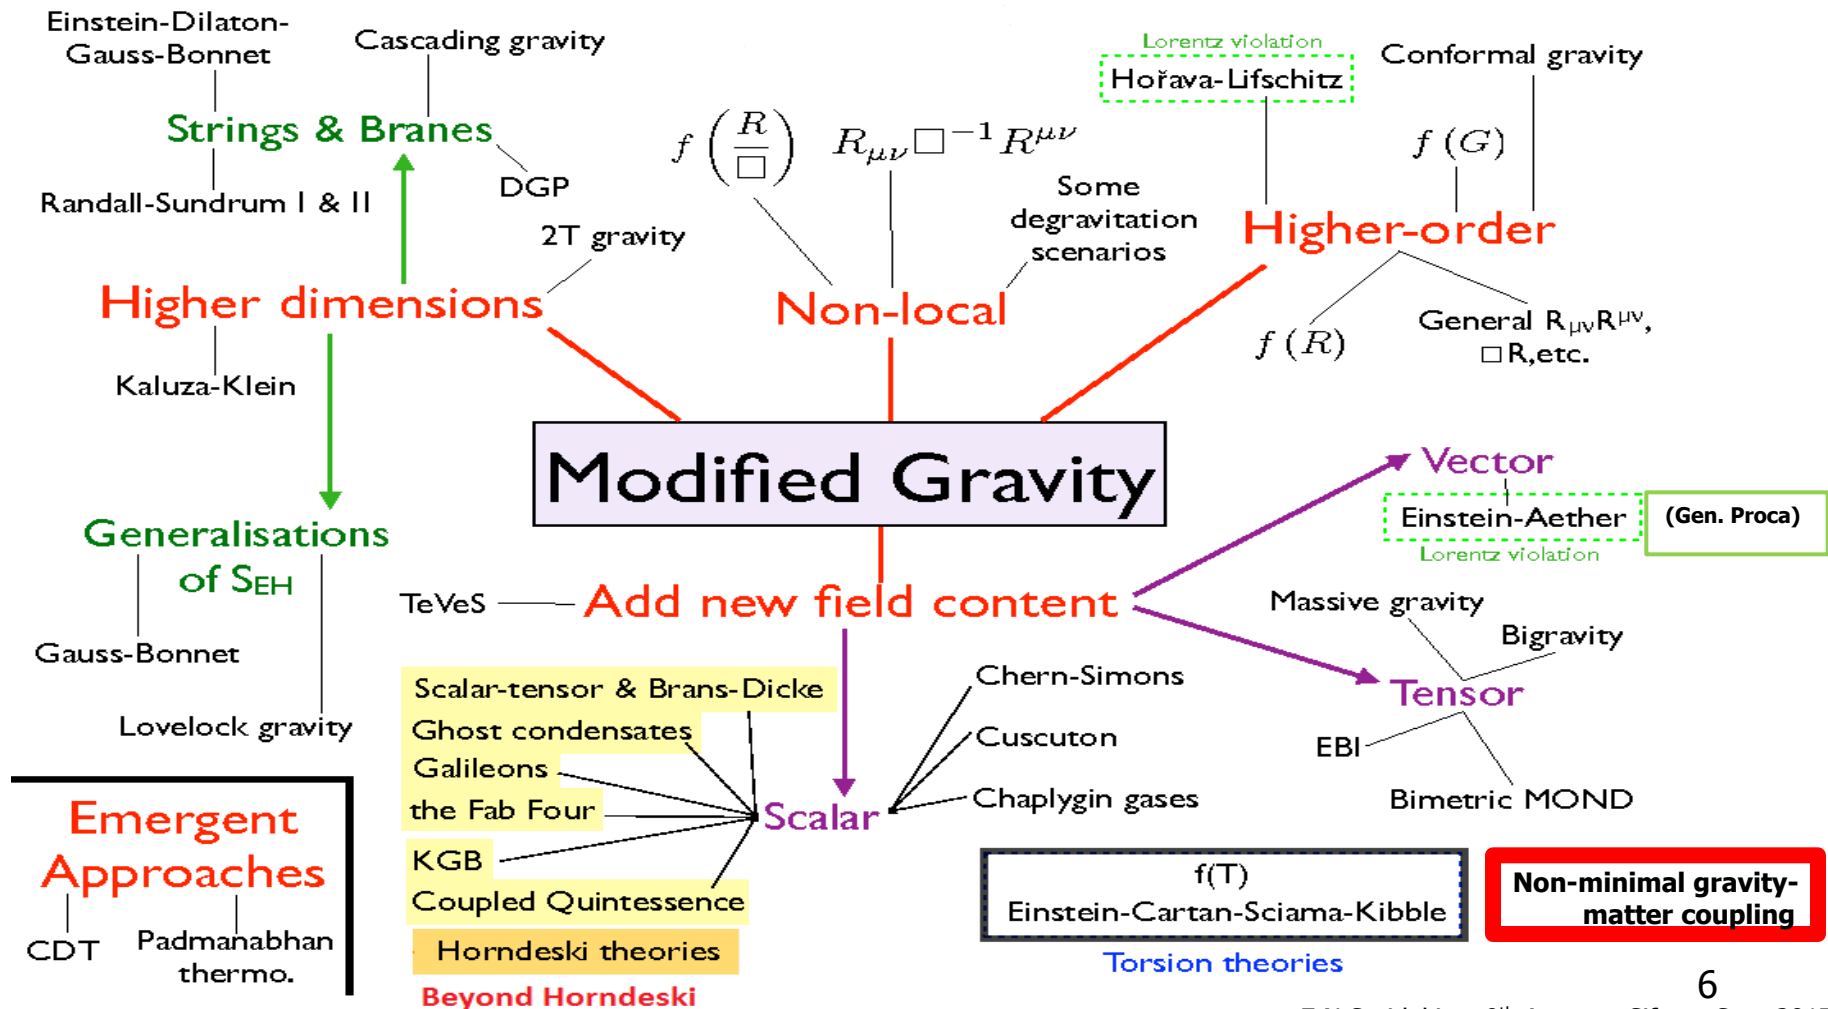 Einstein-Dilaton-
Gauss-Bonnet
Cascading gravity
Strings & Branes
Randall-Sundrum I & II
DGP
2T gravity
Higher dimensions
Kaluza-Klein
Generalisations
of S_EH
Gauss-Bonnet
Lovelock gravity
f (R/□)
R_μν □^-1 R^μν
Some
degravitation
scenarios
Non-local
Lorentz violation
Hořava-Lifschitz
Conformal gravity
f (G)
Higher-order
f (R)
General R_μν R^μν,
□R,etc.
Modified Gravity
Vector
Einstein-Aether
(Gen. Proca)
Lorentz violation
TeVeS
Add new field content
Massive gravity
Bigravity
Tensor
EBI
Bimetric MOND
Scalar-tensor & Brans-Dicke
Ghost condensates
Galileons
the Fab Four
KGB
Coupled Quintessence
Horndeski theories
Beyond Horndeski
Scalar
Chern-Simons
Cuscuton
Chaplygin gases
Emergent
Approaches
CDT
Padmanabhan
thermo.
f(T)
Einstein-Cartan-Sciama-Kibble
Torsion theories
Non-minimal gravity-
matter coupling
6